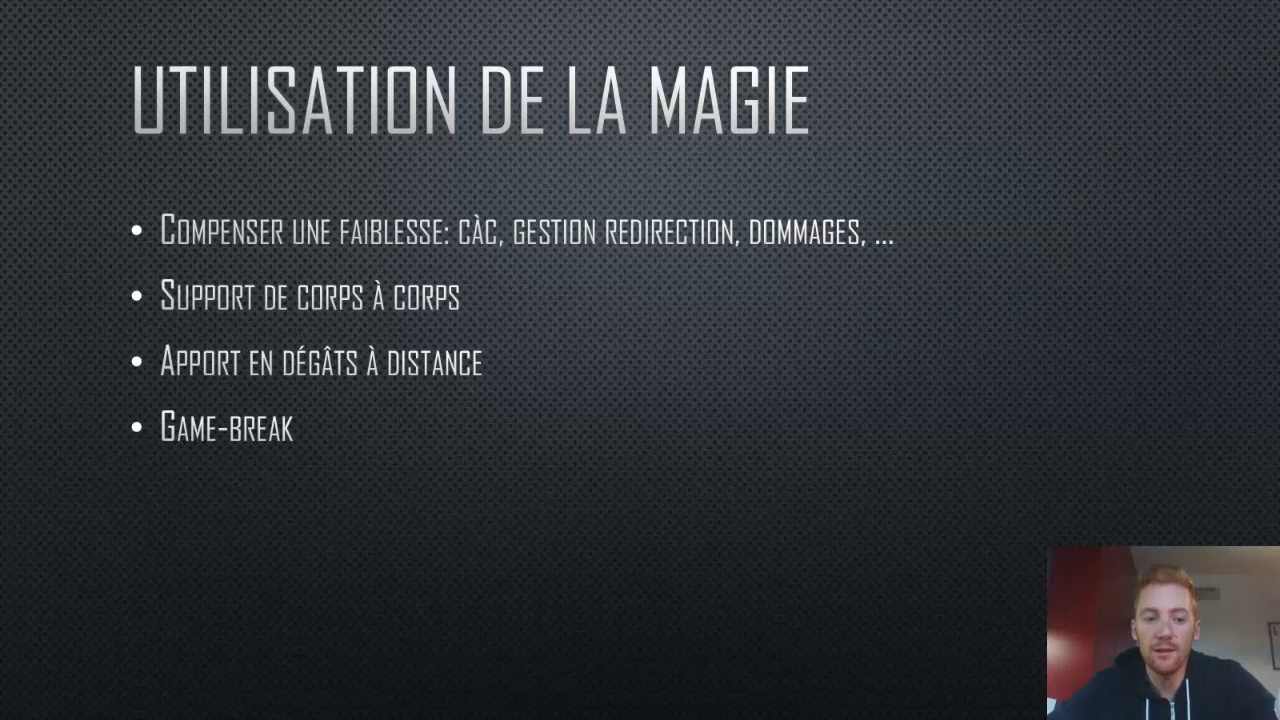 Utilisation de la magie
• Compenser une faiblesse: càc, gestion redirection, dommages, ...
• Support de corps à corps
• Apport en dégâts à distance
• Game-break